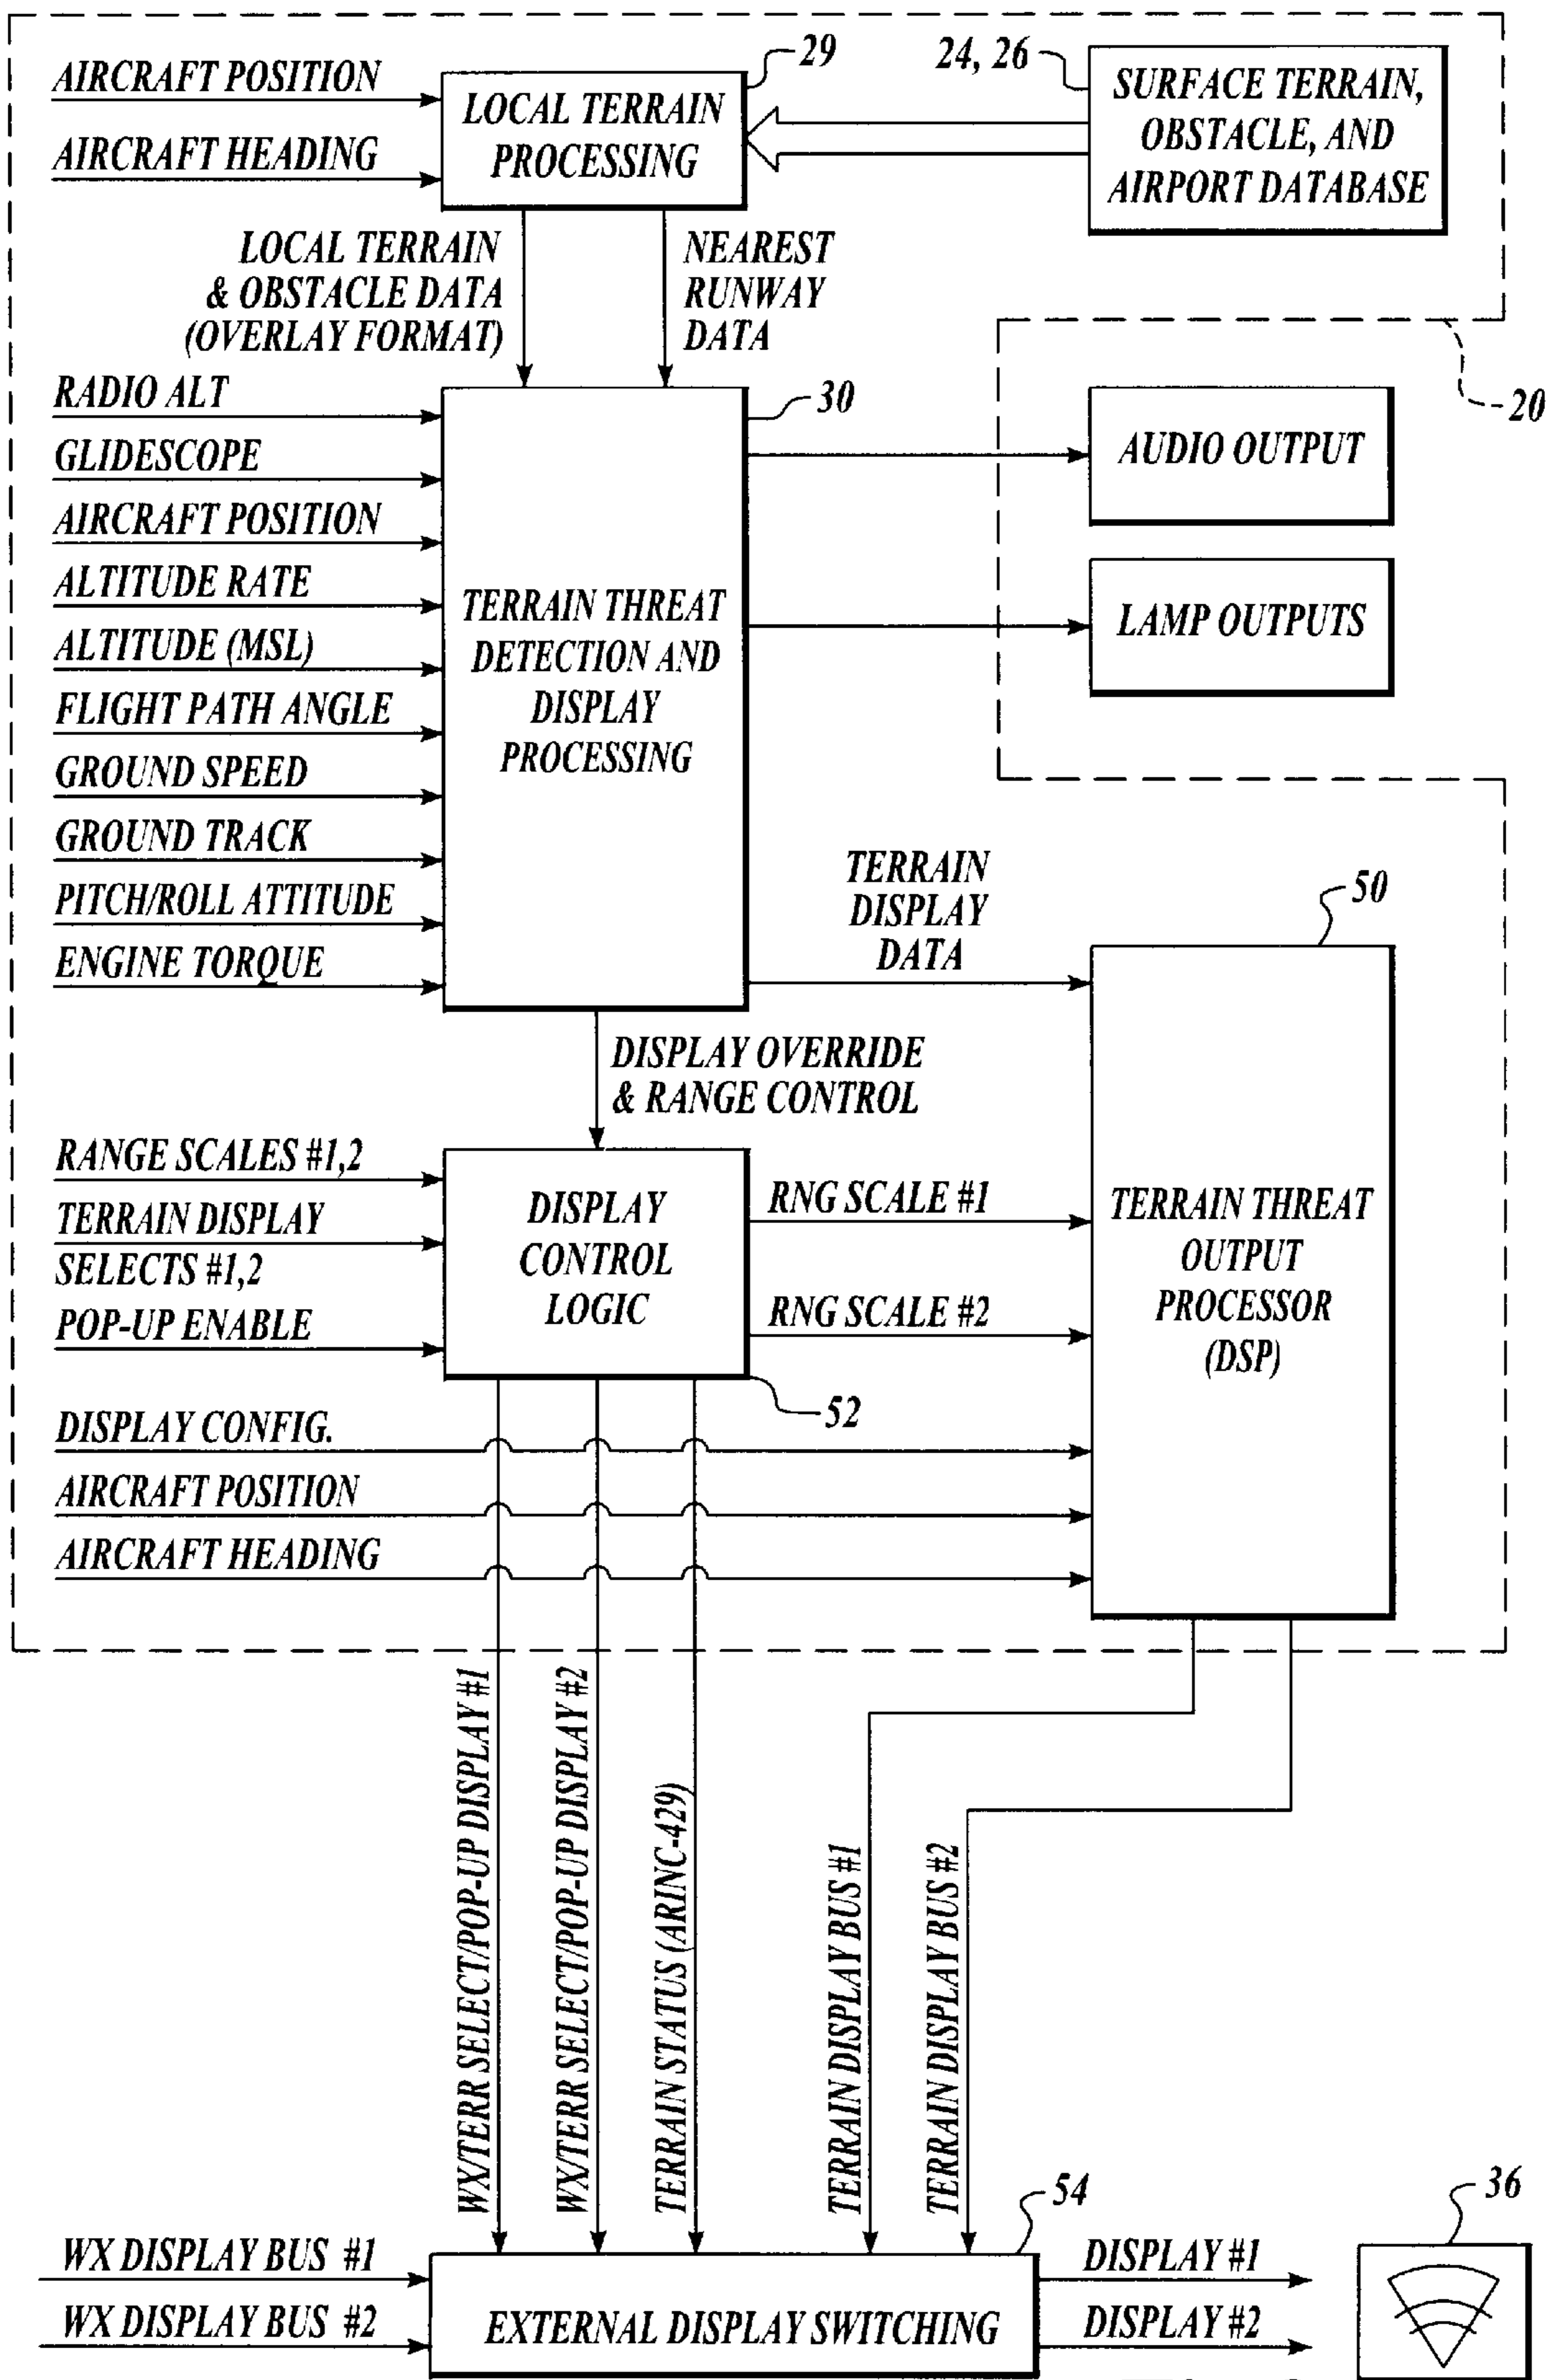 AIRCRAFT POSITION
AIRCRAFT HEADING
29
LOCAL TERRAIN
PROCESSING
24, 26
SURFACE TERRAIN,
OBSTACLE, AND
AIRPORT DATABASE
LOCAL TERRAIN
& OBSTACLE DATA
(OVERLAY FORMAT)
NEAREST
RUNWAY
DATA
20
RADIO ALT
GLIDESCOPE
AIRCRAFT POSITION
ALTITUDE RATE
ALTITUDE (MSL)
FLIGHT PATH ANGLE
GROUND SPEED
GROUND TRACK
PITCH/ROLL ATTITUDE
ENGINE TORQUE
30
TERRAIN THREAT
DETECTION AND
DISPLAY
PROCESSING
AUDIO OUTPUT
LAMP OUTPUTS
TERRAIN
DISPLAY
DATA
50
DISPLAY OVERRIDE
& RANGE CONTROL
RANGE SCALES #1,2
TERRAIN DISPLAY
SELECTS #1,2
POP-UP ENABLE
DISPLAY
CONTROL
LOGIC
RNG SCALE #1
RNG SCALE #2
52
TERRAIN THREAT
OUTPUT
PROCESSOR
(DSP)
DISPLAY CONFIG.
AIRCRAFT POSITION
AIRCRAFT HEADING
WX/TERR SELECT/POP-UP DISPLAY #1
WX/TERR SELECT/POP-UP DISPLAY #2
TERRAIN STATUS (ARINC-429)
TERRAIN DISPLAY BUS #1
TERRAIN DISPLAY BUS #2
54
36
WX DISPLAY BUS #1
WX DISPLAY BUS #2
EXTERNAL DISPLAY SWITCHING
DISPLAY #1
DISPLAY #2